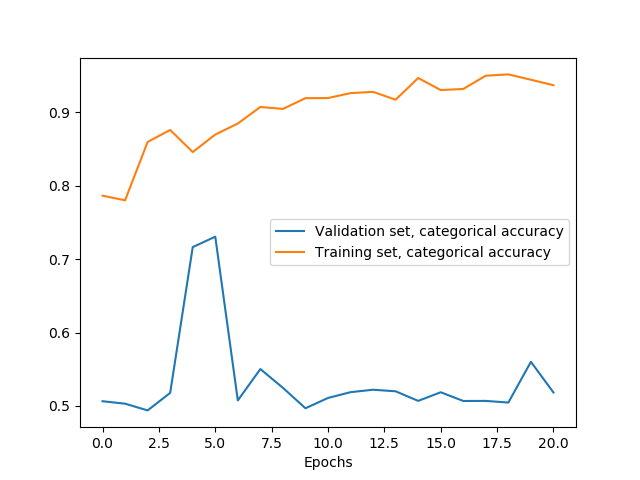 0.9
0.8
0.7
0.6
0.5
Validation set, categorical accuracy
Training set, categorical accuracy
0.0 2.5 5.0 7.5 10.0 12.5 15.0 17.5 20.0
Epochs